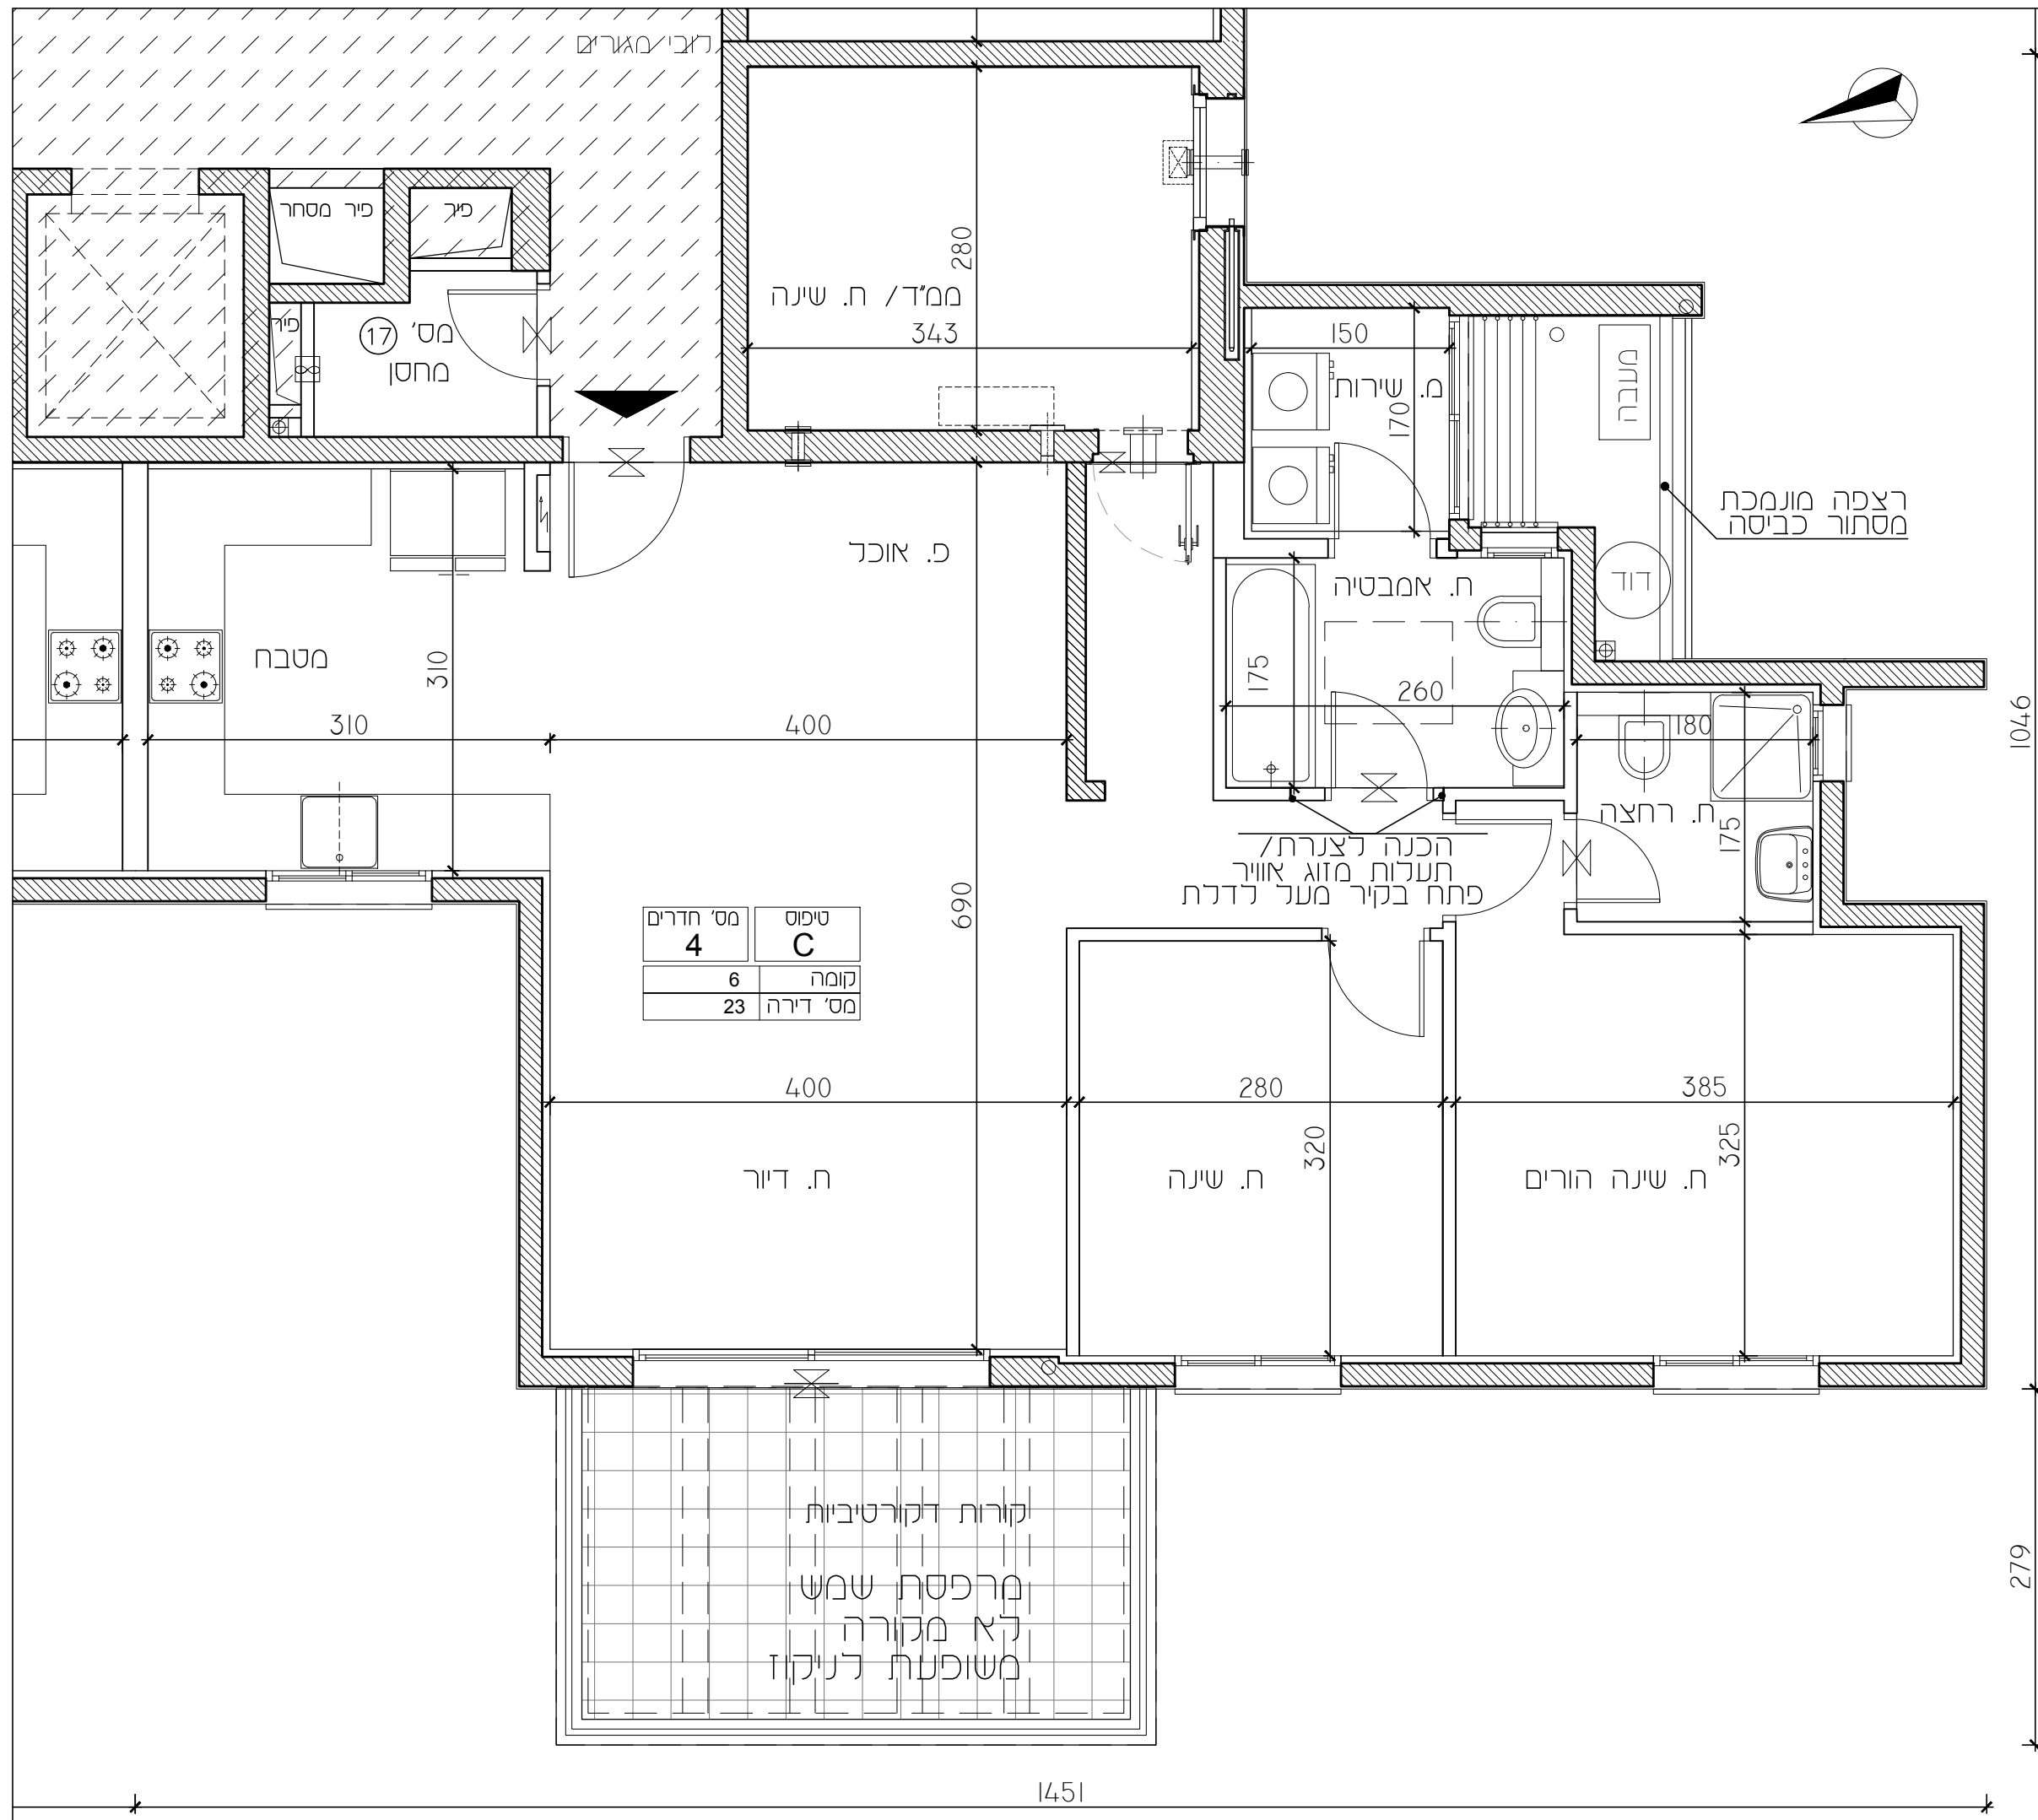 לובי מגורים
פיר מסחר
פיר
280
ממ"ד/ ח. שינה
343
פיר
מס' 17
מחסן
150
מ. שירות
170
מעבה
רצפה מונמכת
מסתור כביסה
דוד
פ. אוכל
ח. אמבטיה
מטבח
310
175
260
180
1046
310
400
ח. רחצה
175
הכנה לצנרת/
תעלות מזוג אוויר
פתח בקיר מעל לדלת
690
טיפוס מס' חדרים
C 4
קומה 6
מס' דירה 23
400
280
385
320
325
ח. דיור
ח. שינה
ח. שינה הורים
קורות דקורטיביות
279
מרפסת שמש
לא מקורה
משופעת לניקוז
1451